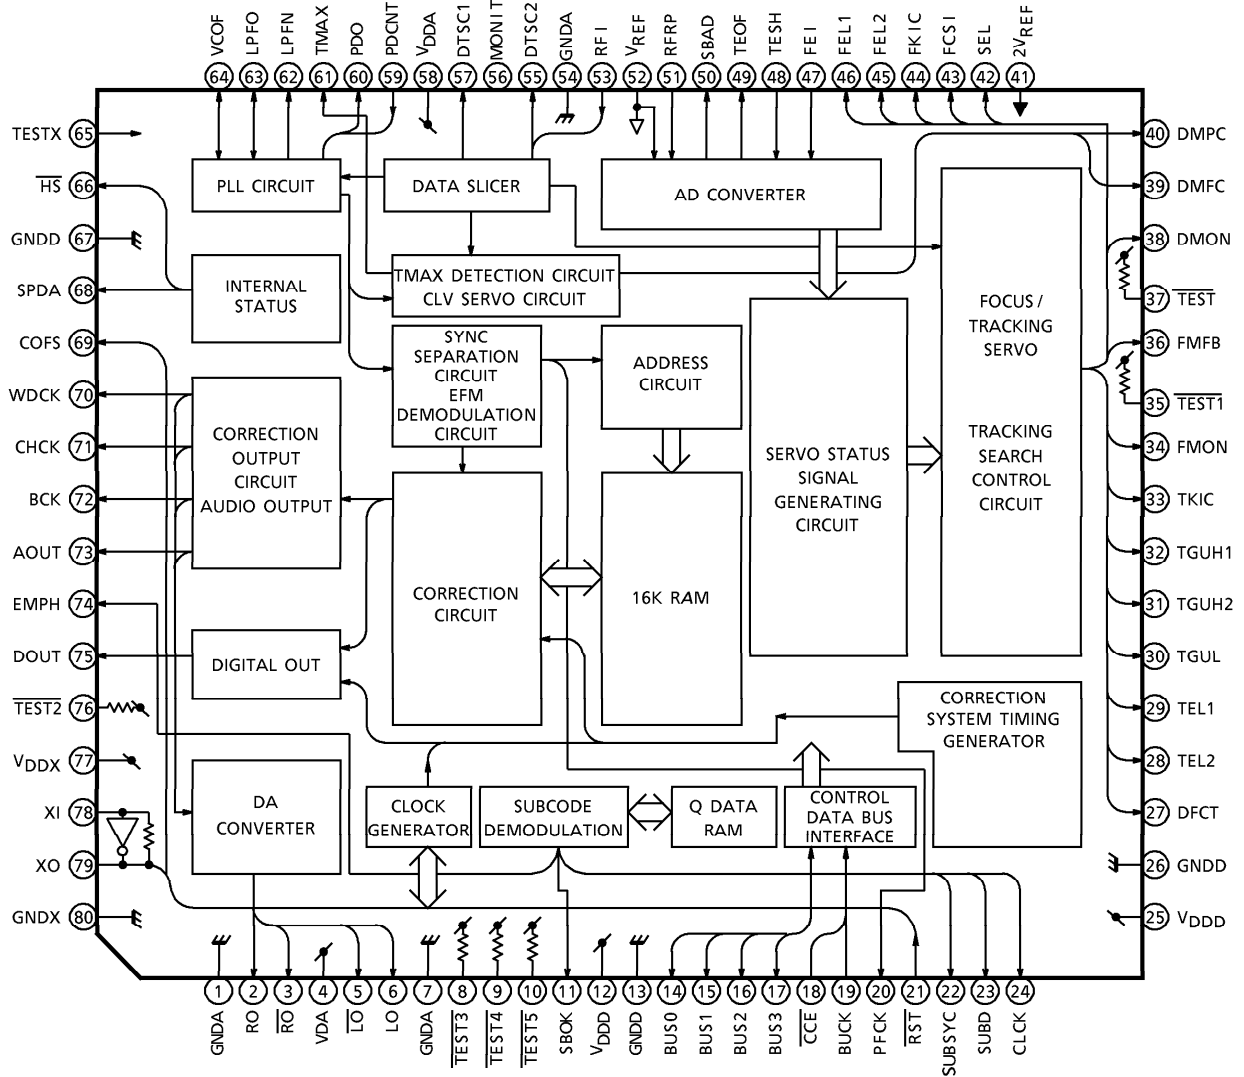 VCOF
LPFO
LPFN
TMAX
PDO
PDCNT
VDDA
DTSC1
MONIT
DTSC2
GNDA
RFI
VREF
RFRP
SBAD
TEOF
TESH
FEI
FEL1
FEL2
FKIC
FCSI
SEL
2VREF
64 63 62 61 60 59 58 57 56 55 54 53 52 51 50 49 48 47 46 45 44 43 42 41
TESTX 65
HS 66
GNDD 67
SPDA 68
COFS 69
WDCK 70
CHCK 71
BCK 72
AOUT 73
EMPH 74
DOUT 75
TEST2 76
VDDX 77
XI 78
XO 79
GNDX 80
PLL CIRCUIT
DATA SLICER
AD CONVERTER
INTERNAL
STATUS
TMAX DETECTION CIRCUIT
CLV SERVO CIRCUIT
SYNC
SEPARATION
CIRCUIT
EFM
DEMODULATION
CIRCUIT
ADDRESS
CIRCUIT
FOCUS /
TRACKING
SERVO
TRACKING
SEARCH
CONTROL
CIRCUIT
SERVO STATUS
SIGNAL
GENERATING
CIRCUIT
CORRECTION
OUTPUT
CIRCUIT
AUDIO OUTPUT
CORRECTION
CIRCUIT
16K RAM
DIGITAL OUT
CORRECTION
SYSTEM TIMING
GENERATOR
DA
CONVERTER
CLOCK
GENERATOR
SUBCODE
DEMODULATION
Q DATA
RAM
CONTROL
DATA BUS
INTERFACE
40 DMPC
39 DMFC
38 DMON
37 TEST
36 FMFB
35 TEST1
34 FMON
33 TKIC
32 TGUH1
31 TGUH2
30 TGUL
29 TEL1
28 TEL2
27 DFCT
26 GNDD
25 VDDD
1 2 3 4 5 6 7 8 9 10 11 12 13 14 15 16 17 18 19 20 21 22 23 24
GNDA
RO
RO
VDA
LO
LO
GNDA
TEST3
TEST4
TEST5
SBOK
VDDD
GNDD
BUS0
BUS1
BUS2
BUS3
CCE
BUCK
PFCK
RST
SUBSYC
SUBD
CLCK